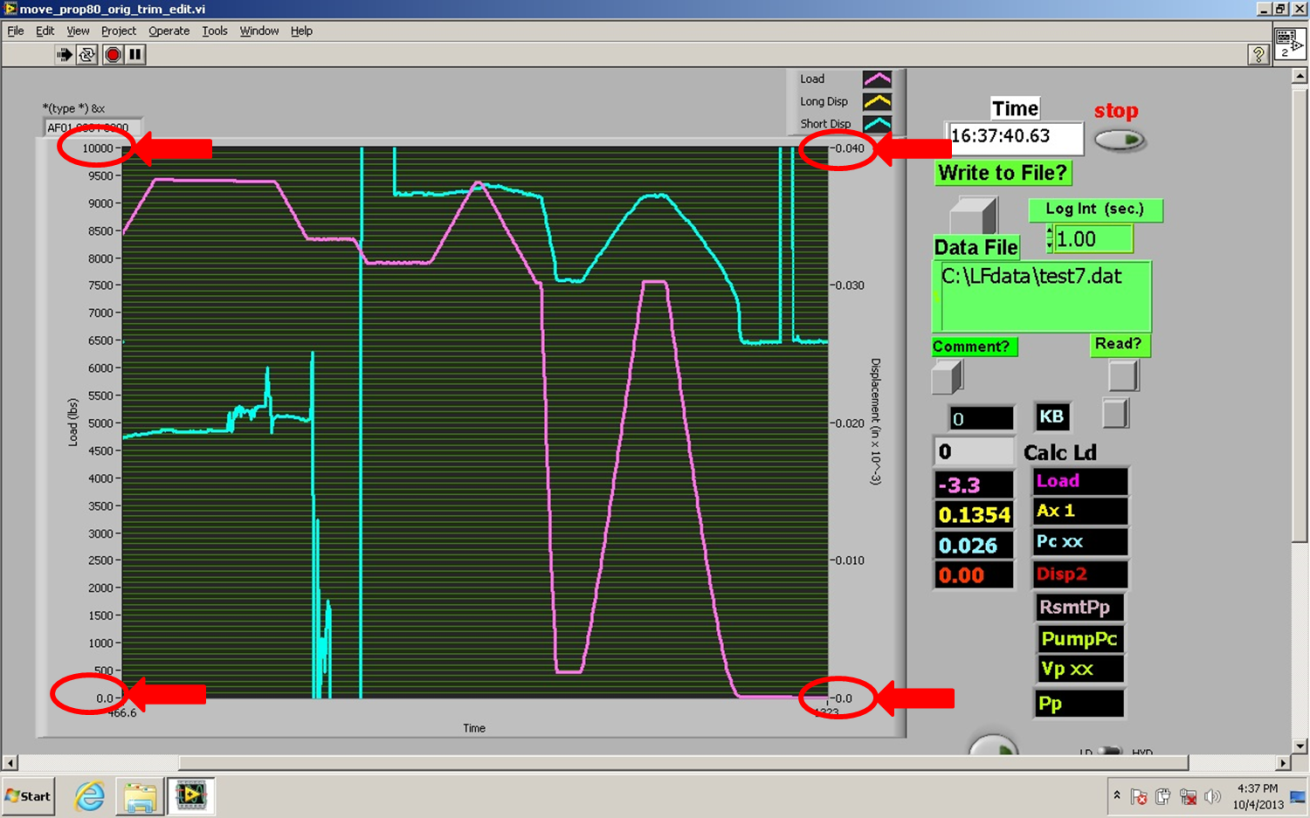 move_prop80_orig_trim_edit.vi
File Edit View Project Operate Tools Window Help
2
*(type *) &x
Load
Long Disp
Short Disp
10000
9500
9000
8500
8000
7500
7000
6500
6000
5500
5000
4500
4000
3500
3000
2500
2000
1500
1000
500
0.0
Load (lbs)
466.6
Time
-0.040
-0.030
-0.020
-0.010
-0.0
Displacement (in x 10^-3)
Time
16:37:40.63
stop
Write to File?
Log Int (sec.)
1.00
Data File
C:\LFdata\test7.dat
Comment?
Read?
0
KB
0
Calc Ld
-3.3
Load
0.1354
Ax 1
0.026
Pc xx
0.00
Disp2
RsmtPp
PumpPc
Vp xx
Pp
LD HYD
Start
4:37 PM
10/4/2013